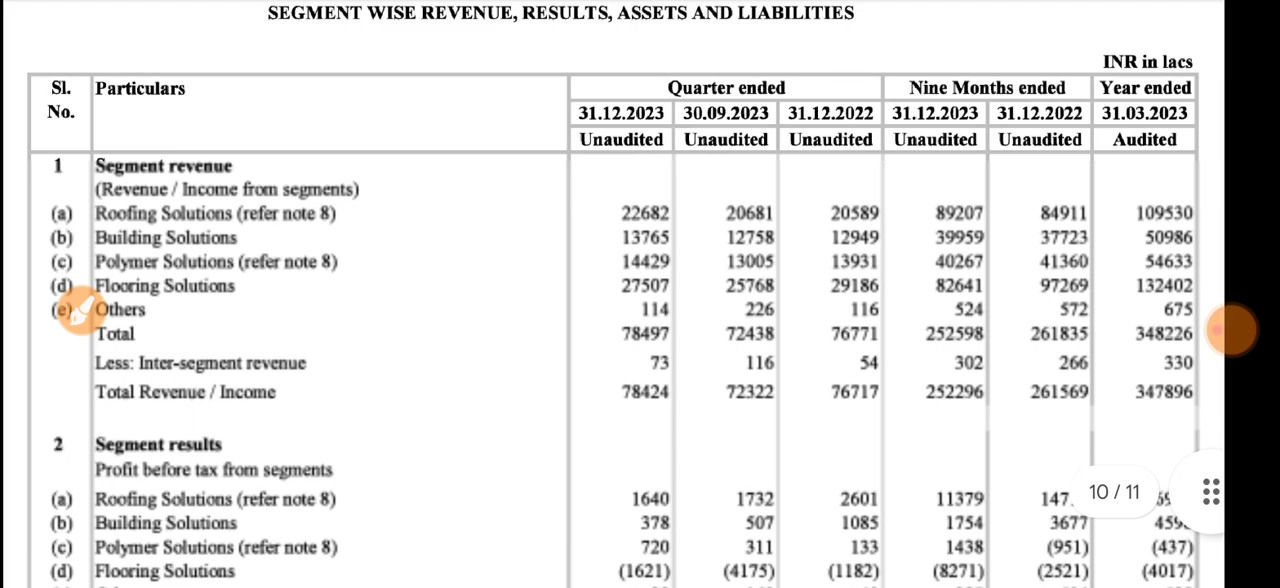 SEGMENT WISE REVENUE, RESULTS, ASSETS AND LIABILITIES
INR in lacs
Sl. No. Particulars Quarter ended Nine Months ended Year ended
31.12.2023 30.09.2023 31.12.2022 31.12.2023 31.12.2022 31.03.2023
Unaudited Unaudited Unaudited Unaudited Unaudited Audited
1 Segment revenue
(Revenue / Income from segments)
(a) Roofing Solutions (refer note 8) 22682 20681 20589 89207 84911 109530
(b) Building Solutions 13765 12758 12949 39959 37723 50986
(c) Polymer Solutions (refer note 8) 14429 13005 13931 40267 41360 54633
(d) Flooring Solutions 27507 25768 29186 82641 97269 132402
(e) Others 114 226 116 524 572 675
Total 78497 72438 76771 252598 261835 348226
Less: Inter-segment revenue 73 116 54 302 266 330
Total Revenue / Income 78424 72322 76717 252296 261569 347896
2 Segment results
Profit before tax from segments
(a) Roofing Solutions (refer note 8) 1640 1732 2601 11379
10 / 11
(b) Building Solutions 378 507 1085 1754 3677
(c) Polymer Solutions (refer note 8) 720 311 133 1438 (951) (437)
(d) Flooring Solutions (1621) (4175) (1182) (8271) (2521) (4017)